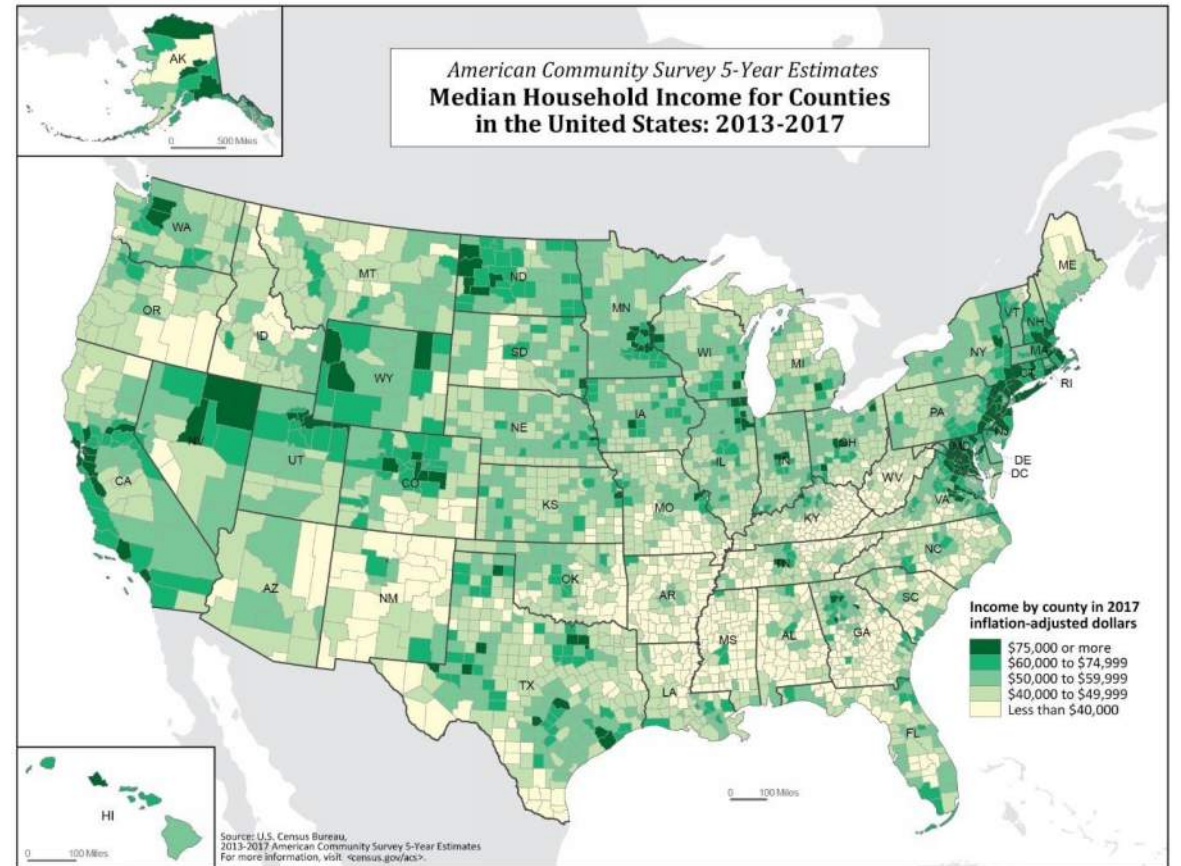 American Community Survey 5-Year Estimates
Median Household Income for Counties
in the United States: 2013-2017
AK
0 500 Miles
WA
MT
ND
MN
ME
OR
ID
SD
WI
MI
VT
NH
NY
MA
CT
RI
WY
IA
PA
NJ
NE
NV
UT
CO
IL
IN
OH
MD
DE
DC
CA
KS
MO
WV
VA
KY
AZ
NM
OK
AR
TN
NC
SC
MS
AL
GA
TX
LA
FL
Income by county in 2017
inflation-adjusted dollars
$75,000 or more
$60,000 to $74,999
$50,000 to $59,999
$40,000 to $49,999
Less than $40,000
0 100 Miles
HI
0 100 Miles
Source: U.S. Census Bureau,
2013-2017 American Community Survey 5-Year Estimates
For more information, visit <census.gov/acs>.